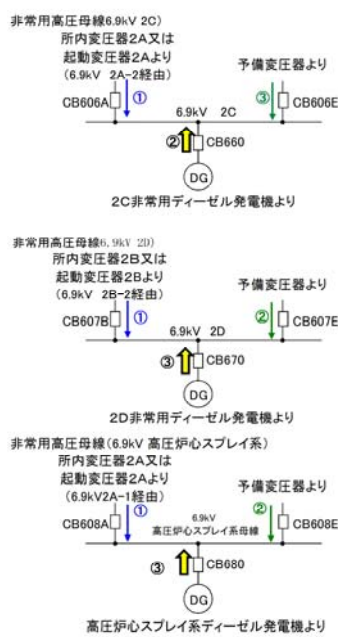 非常用高圧母線6.9kV 2C)
所内変圧器2A又は
起動変圧器2Aより
(6.9kV 2A-2経由)
予備変圧器より
CB606A
①
③
CB606E
6.9kV 2C
②
CB660
DG
2C非常用ディーゼル発電機より
非常用高圧母線6.9kV 2D)
所内変圧器2B又は
起動変圧器2Bより
(6.9kV 2B-2経由)
予備変圧器より
CB607B
①
②
CB607E
6.9kV 2D
③
CB670
DG
2D非常用ディーゼル発電機より
非常用高圧母線(6.9kV 高圧炉心スプレイ系)
所内変圧器2A又は
起動変圧器2Aより
(6.9kV2A-1経由)
予備変圧器より
CB608A
①
②
CB608E
6.9kV
高圧炉心スプレイ系母線
③
CB680
DG
高圧炉心スプレイ系ディーゼル発電機より